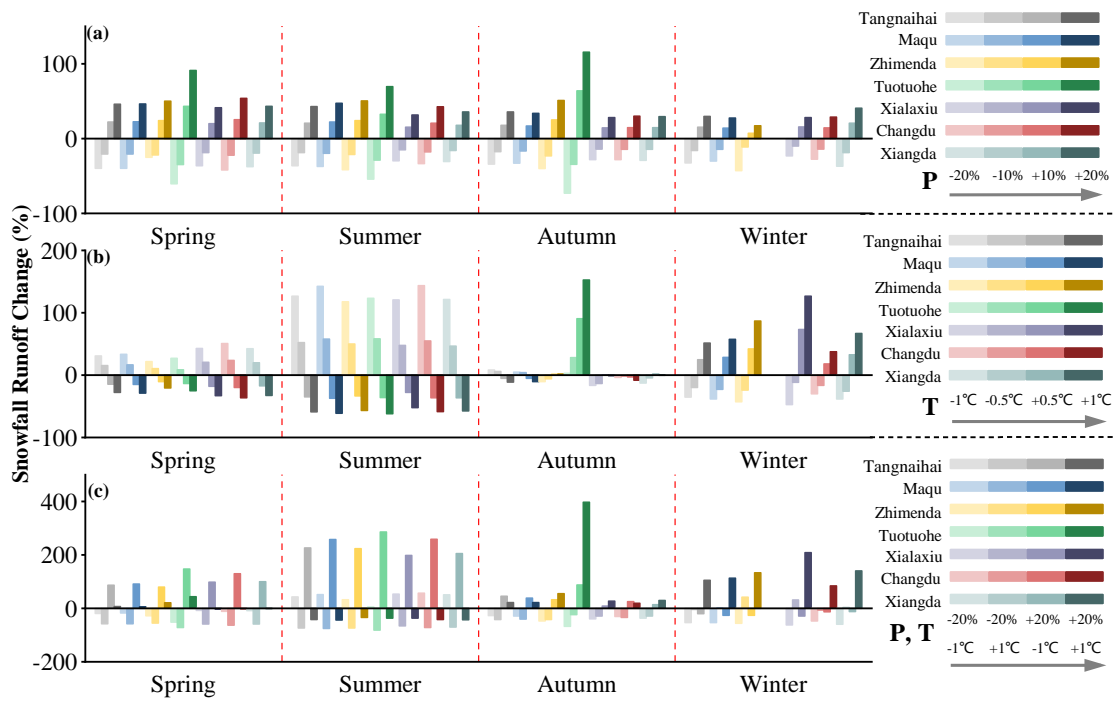 Snowfall Runoff Change (%)
(a)
100
0
-100
Spring Summer Autumn Winter
Tangnaihai
Maqu
Zhimenda
Tuotuohe
Xialaxiu
Changdu
Xiangda
P -20% -10% +10% +20%
(b)
200
100
0
-100
Spring Summer Autumn Winter
Tangnaihai
Maqu
Zhimenda
Tuotuohe
Xialaxiu
Changdu
Xiangda
T -1℃ -0.5℃ +0.5℃ +1℃
(c)
400
200
0
-200
Spring Summer Autumn Winter
Tangnaihai
Maqu
Zhimenda
Tuotuohe
Xialaxiu
Changdu
Xiangda
P, T -20% -20% +20% +20%
-1℃ +1℃ -1℃ +1℃